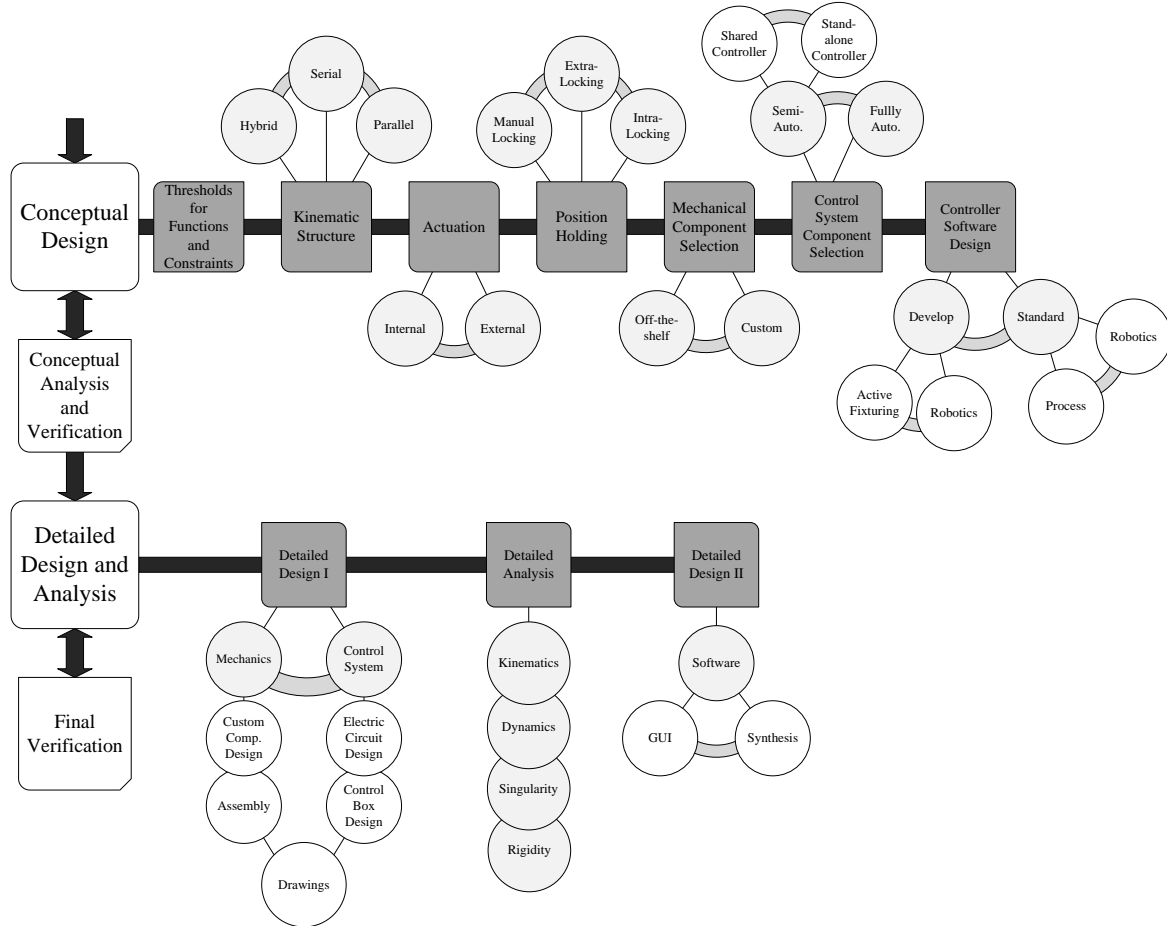 Shared
Controller
Stand-
alone
Controller
Serial
Hybrid
Parallel
Extra-
Locking
Manual
Locking
Intra-
Locking
Semi-
Auto.
Fullly
Auto.
Conceptual
Design
Thresholds
for
Functions
and
Constraints
Kinematic
Structure
Actuation
Position
Holding
Mechanical
Component
Selection
Control
System
Component
Selection
Controller
Software
Design
Internal
External
Off-the-
shelf
Custom
Develop
Standard
Robotics
Active
Fixturing
Robotics
Process
Conceptual
Analysis
and
Verification
Detailed
Design and
Analysis
Detailed
Design I
Detailed
Analysis
Detailed
Design II
Mechanics
Control
System
Kinematics
Software
Final
Verification
Custom
Comp.
Design
Electric
Circuit
Design
Dynamics
GUI
Synthesis
Assembly
Control
Box
Design
Singularity
Rigidity
Drawings